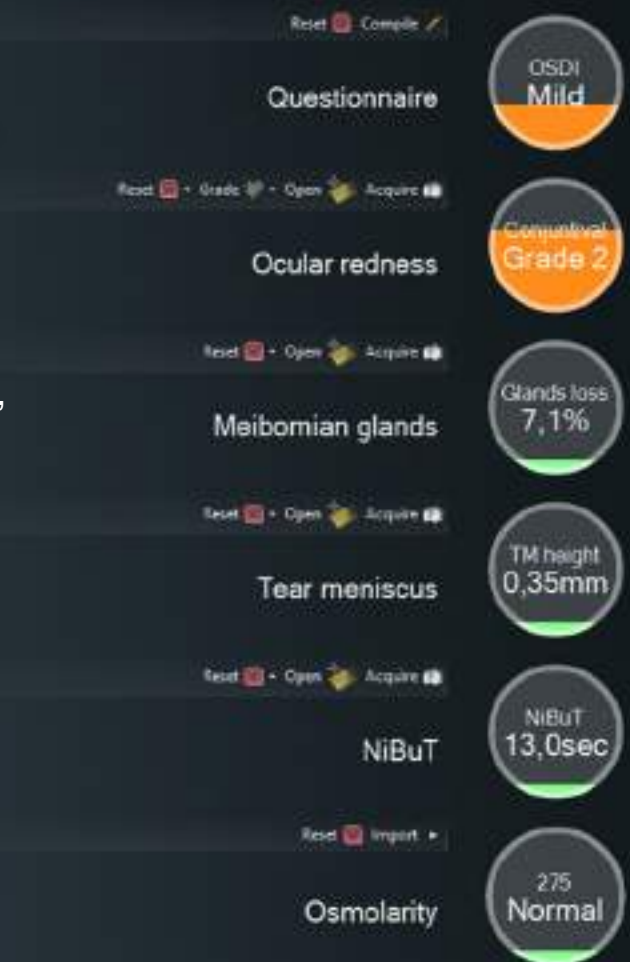 Reset Compile
OSDI
Mild
Questionnaire
Reset Grade Open Acquire
Conjuntival
Grade 2
Ocular redness
Reset Open Acquire
Glands loss
7,1%
,
Meibomian glands
Reset Open Acquire
TM height
0,35mm
Tear meniscus
Reset Open Acquire
NiBuT
13,0sec
NiBuT
Reset Import
275
Normal
Osmolarity